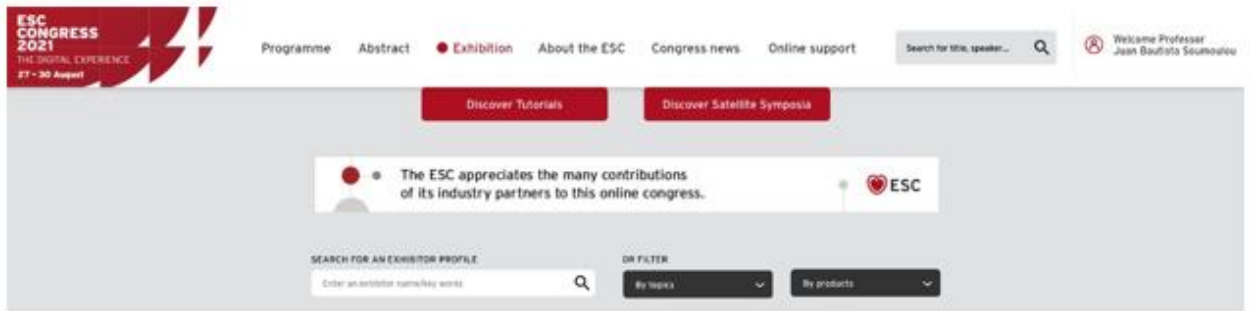 ESC
CONGRESS
2021
THE DIGITAL EXPERIENCE
27 - 30 August
Programme
Abstract
Exhibition
About the ESC
Congress news
Online support
Search for title, speaker...
Welcome Professor
Juan Bautista Soumoulou
Discover Tutorials
Discover Satellite Symposia
The ESC appreciates the many contributions
of its industry partners to this online congress.
ESC
SEARCH FOR AN EXHIBITOR PROFILE
OR FILTER
Enter an exhibitor name/key words
By topics
By products